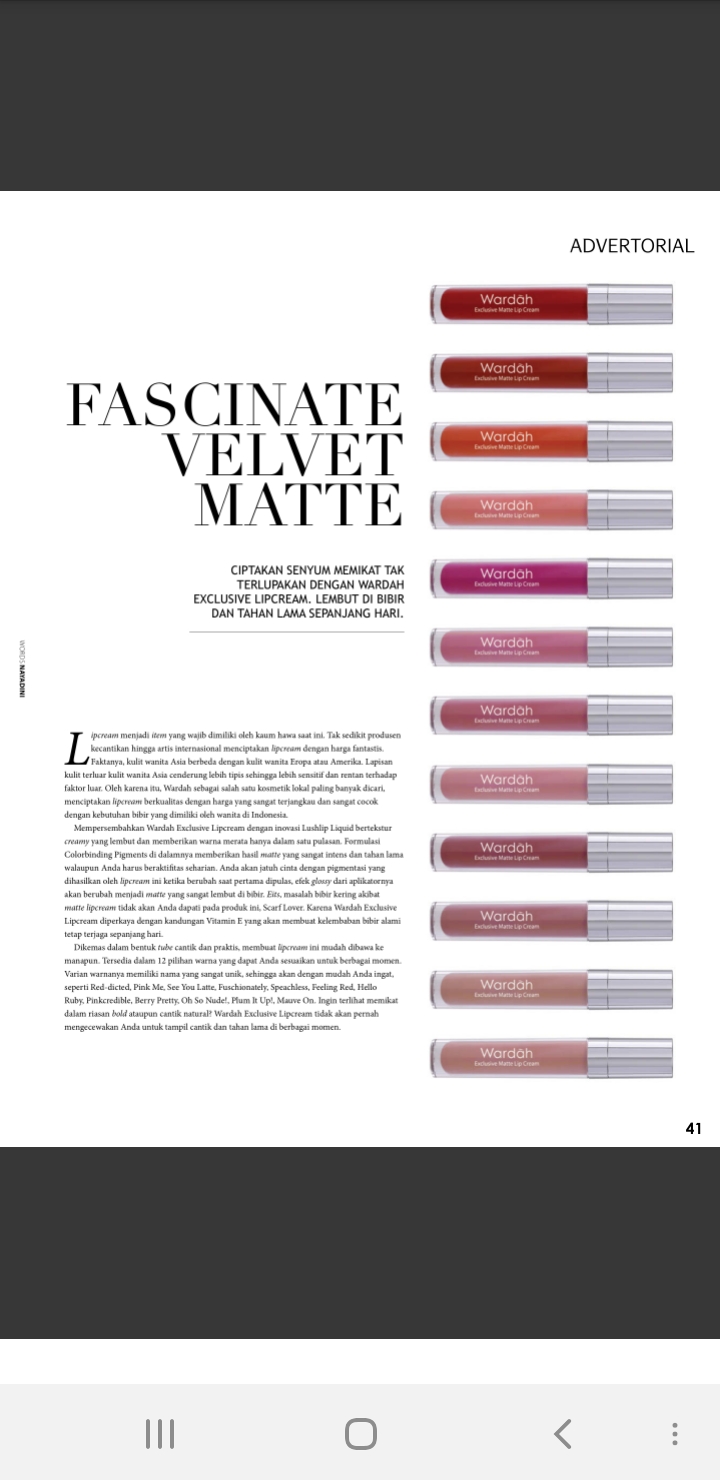 ADVERTORIAL
FASCINATE
VELVET
MATTE
CIPTAKAN SENYUM MEMIKAT TAK
TERLUPAKAN DENGAN WARDAH
EXCLUSIVE LIPCREAM. LEMBUT DI BIBIR
DAN TAHAN LAMA SEPANJANG HARI.
WORDS NAYADINI
Lipcream menjadi item yang wajib dimiliki oleh kaum hawa saat ini. Tak sedikit produsen
kecantikan hingga artis internasional menciptakan lipcream dengan harga fantastis.
Faktanya, kulit wanita Asia berbeda dengan kulit wanita Eropa atau Amerika. Lapisan
kulit terluar kulit wanita Asia cenderung lebih tipis sehingga lebih sensitif dan rentan terhadap
faktor luar. Oleh karena itu, Wardah sebagai salah satu kosmetik lokal paling banyak dicari,
menciptakan lipcream berkualitas dengan harga yang sangat terjangkau dan sangat cocok
dengan kebutuhan bibir yang dimiliki oleh wanita di Indonesia.
Mempersembahkan Wardah Exclusive Lipcream dengan inovasi Lushlip Liquid bertekstur
creamy yang lembut dan memberikan warna merata hanya dalam satu pulasan. Formulasi
Colorbinding Pigments di dalamnya memberikan hasil matte yang sangat intens dan tahan lama
walaupun Anda harus beraktifitas seharian. Anda akan jatuh cinta dengan pigmentasi yang
dihasilkan oleh lipcream ini ketika berubah saat pertama dipulas, efek glossy dari aplikatornya
akan berubah menjadi matte yang sangat lembut di bibir. Eits, masalah bibir kering akibat
matte lipcream tidak akan Anda dapati pada produk ini, Scarf Lover. Karena Wardah Exclusive
Lipcream diperkaya dengan kandungan Vitamin E yang akan membuat kelembaban bibir alami
tetap terjaga sepanjang hari.
Dikemas dalam bentuk tube cantik dan praktis, membuat lipcream ini mudah dibawa ke
manapun. Tersedia dalam 12 pilihan warna yang dapat Anda sesuaikan untuk berbagai momen.
Varian warnanya memiliki nama yang sangat unik, sehingga akan dengan mudah Anda ingat,
seperti Red-dicted, Pink Me, See You Latte, Fuschionately, Speachless, Feeling Red, Hello
Ruby, Pinkcredible, Berry Pretty, Oh So Nude!, Plum It Up!, Mauve On. Ingin terlihat memikat
dalam riasan bold ataupun cantik natural? Wardah Exclusive Lipcream tidak akan pernah
mengecewakan Anda untuk tampil cantik dan tahan lama di berbagai momen.
Wardāh
Exclusive Matte Lip Cream
Wardāh
Exclusive Matte Lip Cream
Wardāh
Exclusive Matte Lip Cream
Wardāh
Exclusive Matte Lip Cream
Wardāh
Exclusive Matte Lip Cream
Wardāh
Exclusive Matte Lip Cream
Wardāh
Exclusive Matte Lip Cream
Wardāh
Exclusive Matte Lip Cream
Wardāh
Exclusive Matte Lip Cream
Wardāh
Exclusive Matte Lip Cream
Wardāh
Exclusive Matte Lip Cream
Wardāh
Exclusive Matte Lip Cream
41